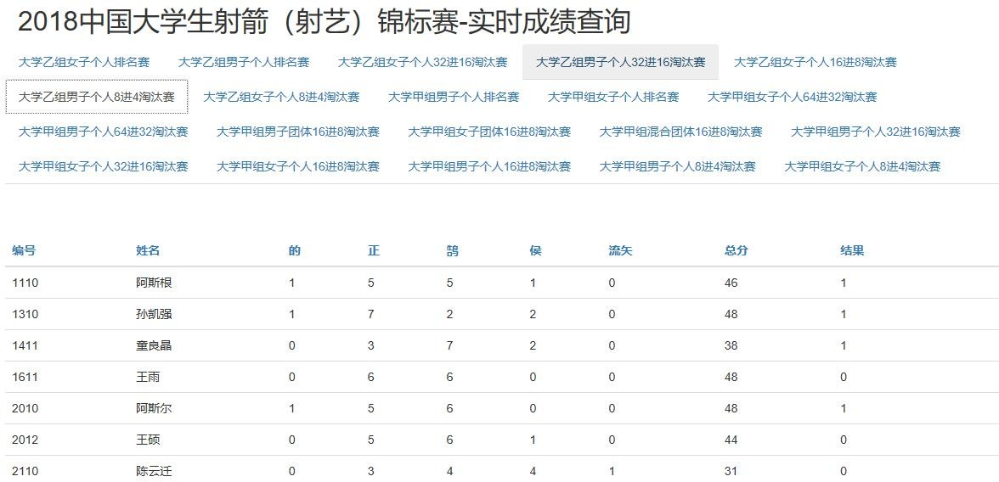 2018中国大学生射箭（射艺）锦标赛-实时成绩查询
大学乙组女子个人排名赛 大学乙组男子个人排名赛 大学乙组女子个人32进16淘汰赛 大学乙组男子个人32进16淘汰赛 大学乙组女子个人16进8淘汰赛
大学乙组男子个人8进4淘汰赛 大学乙组女子个人8进4淘汰赛 大学甲组男子个人排名赛 大学甲组女子个人排名赛 大学甲组女子个人64进32淘汰赛
大学甲组男子个人64进32淘汰赛 大学甲组男子团体16进8淘汰赛 大学甲组女子团体16进8淘汰赛 大学甲组混合团体16进8淘汰赛 大学甲组男子个人32进16淘汰赛
大学甲组女子个人32进16淘汰赛 大学甲组女子个人16进8淘汰赛 大学甲组男子个人16进8淘汰赛 大学甲组男子个人8进4淘汰赛 大学甲组女子个人8进4淘汰赛
编号 姓名 的 正 鹄 侯 流矢 总分 结果
1110 阿斯根 1 5 5 1 0 46 1
1310 孙凯强 1 7 2 2 0 48 1
1411 童良晶 0 3 7 2 0 38 1
1611 王雨 0 6 6 0 0 48 0
2010 阿斯尔 1 5 6 0 0 48 1
2012 王硕 0 5 6 1 0 44 0
2110 陈云迁 0 3 4 4 1 31 0